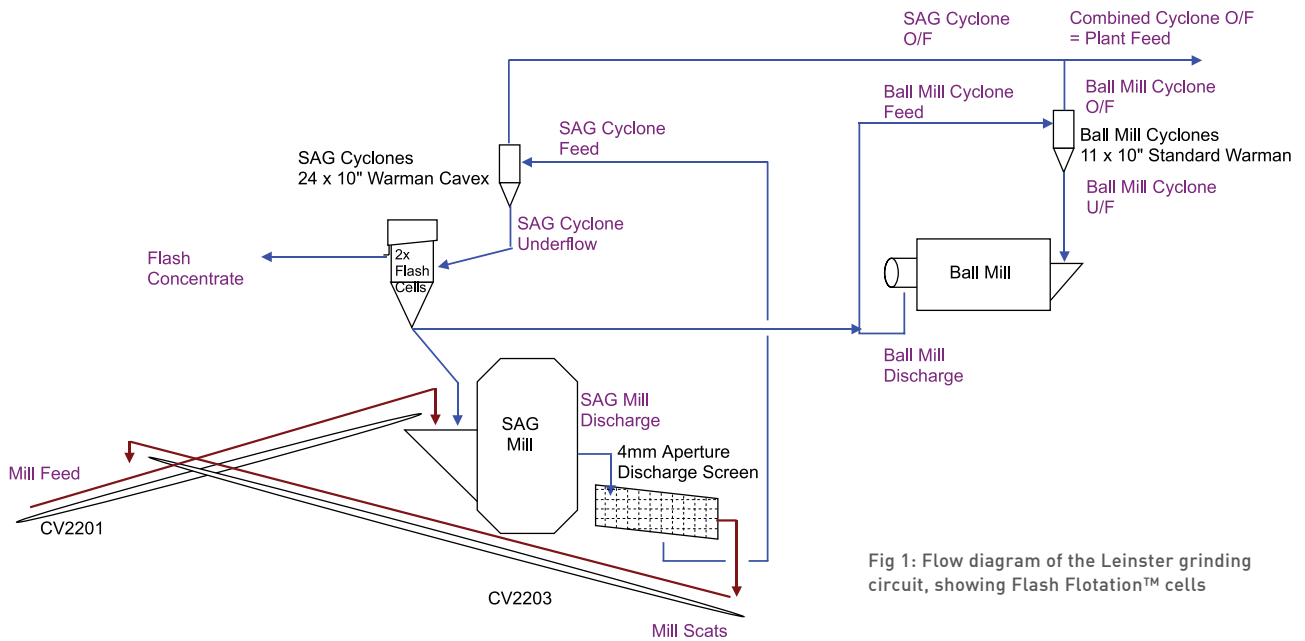 SAG Cyclone
O/F
Combined Cyclone O/F
= Plant Feed
Ball Mill Cyclone
Feed
Ball Mill Cyclone
O/F
SAG Cyclone
Feed
SAG Cyclones
24 x 10" Warman Cavex
Ball Mill Cyclones
11 x 10" Standard Warman
Ball Mill Cyclone
U/F
SAG Cyclone
Underflow
Flash
Concentrate
2x
Flash
Cells
Ball Mill
Ball Mill
Discharge
SAG Mill
Discharge
SAG
Mill
4mm Aperture
Discharge Screen
Mill Feed
CV2201
CV2203
Mill Scats
Fig 1: Flow diagram of the Leinster grinding
circuit, showing Flash Flotation™ cells